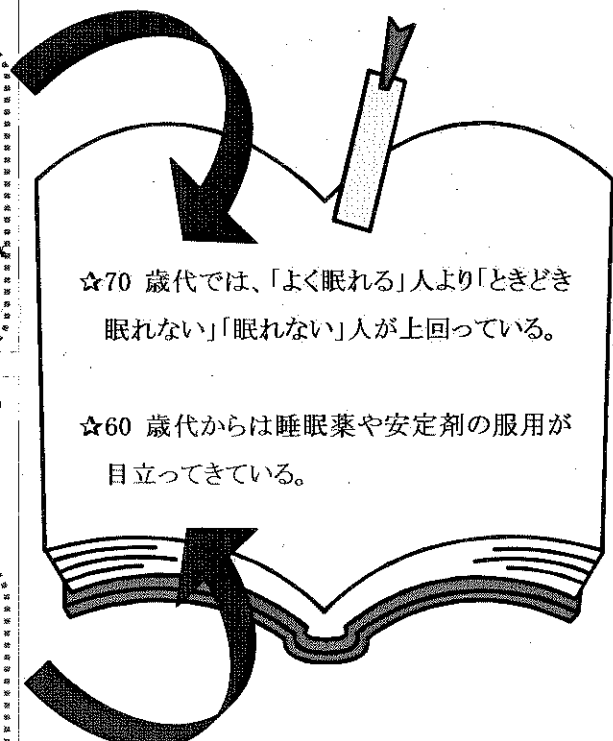 ☆70 歳代では、「よく眠れる」人より「ときどき
眠れない」「眠れない」人が上回っている。
☆60 歳代からは睡眠薬や安定剤の服用が
目立ってきている。